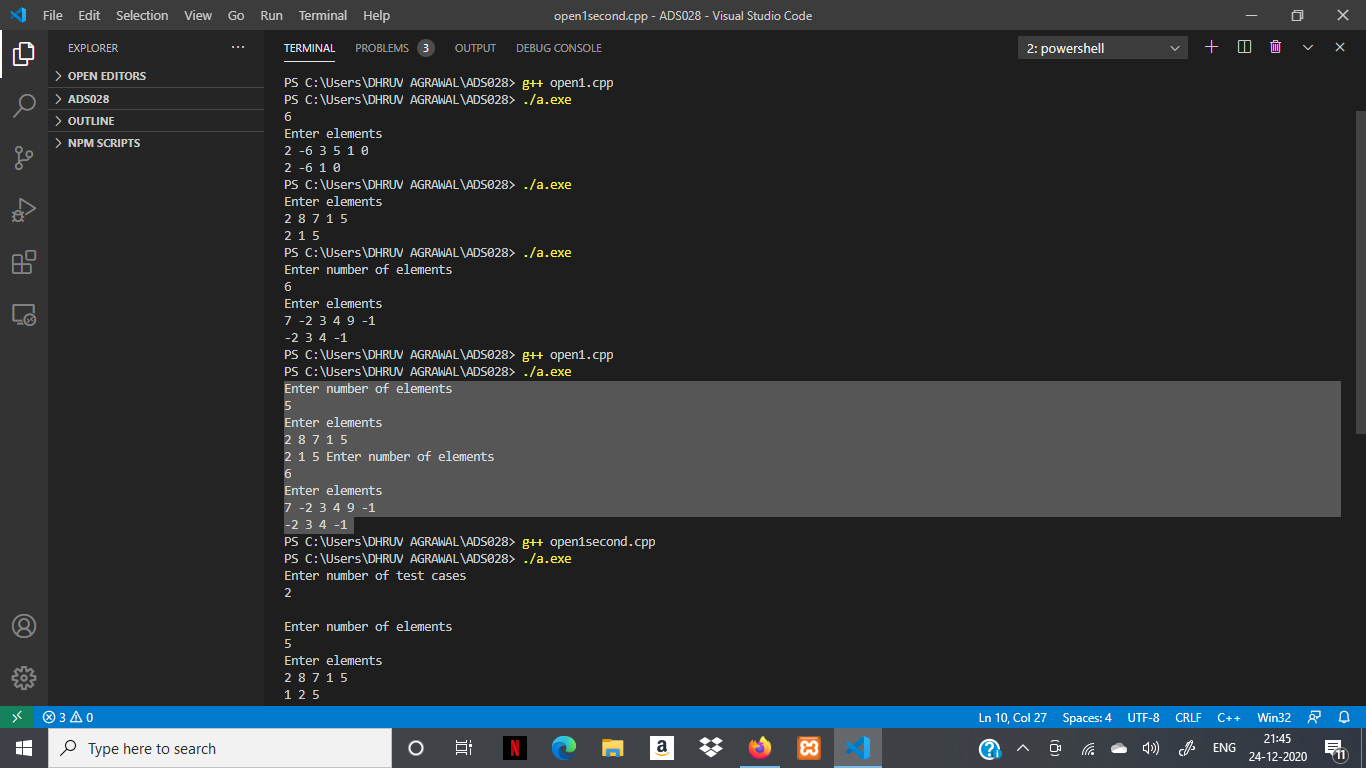 File Edit Selection View Go Run Terminal Help
open1second.cpp - ADS028 - Visual Studio Code
EXPLORER
OPEN EDITORS
ADS028
OUTLINE
NPM SCRIPTS
TERMINAL PROBLEMS 3 OUTPUT DEBUG CONSOLE
2: powershell
PS C:\Users\DHRUV AGRAWAL\ADS028> g++ open1.cpp
PS C:\Users\DHRUV AGRAWAL\ADS028> ./a.exe
6
Enter elements
2 -6 3 5 1 0
2 -6 1 0
PS C:\Users\DHRUV AGRAWAL\ADS028> ./a.exe
Enter elements
2 8 7 1 5
2 1 5
PS C:\Users\DHRUV AGRAWAL\ADS028> ./a.exe
Enter number of elements
6
Enter elements
7 -2 3 4 9 -1
-2 3 4 -1
PS C:\Users\DHRUV AGRAWAL\ADS028> g++ open1.cpp
PS C:\Users\DHRUV AGRAWAL\ADS028> ./a.exe
Enter number of elements
5
Enter elements
2 8 7 1 5
2 1 5 Enter number of elements
6
Enter elements
7 -2 3 4 9 -1
-2 3 4 -1
PS C:\Users\DHRUV AGRAWAL\ADS028> g++ open1second.cpp
PS C:\Users\DHRUV AGRAWAL\ADS028> ./a.exe
Enter number of test cases
2
Enter number of elements
5
Enter elements
2 8 7 1 5
1 2 5
3 0
Ln 10, Col 27 Spaces: 4 UTF-8 CRLF C++ Win32
Type here to search
N
a
ENG
21:45
24-12-2020
11